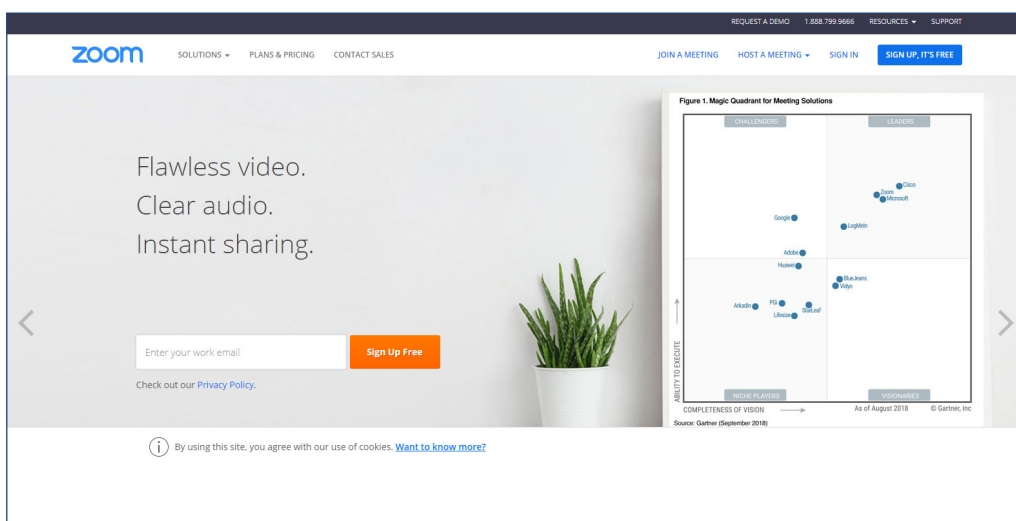 REQUEST A DEMO 1.888.799.9666 RESOURCES SUPPORT
zoom SOLUTIONS PLANS & PRICING CONTACT SALES JOIN A MEETING HOST A MEETING SIGN IN SIGN UP, IT'S FREE
Flawless video.
Clear audio.
Instant sharing.
Enter your work email Sign Up Free
Check out our Privacy Policy.
Figure 1. Magic Quadrant for Meeting Solutions
CHALLENGERS LEADERS
Cisco
Zoom
Microsoft
Google
LogMeIn
Adobe
Huawei
BlueJeans
Vidyo
Arkadin PGi StarLeaf
Lifesize
ABILITY TO EXECUTE
NICHE PLAYERS VISIONARIES
COMPLETENESS OF VISION As of August 2018 © Gartner, Inc
Source: Gartner (September 2018)
i By using this site, you agree with our use of cookies. Want to know more?